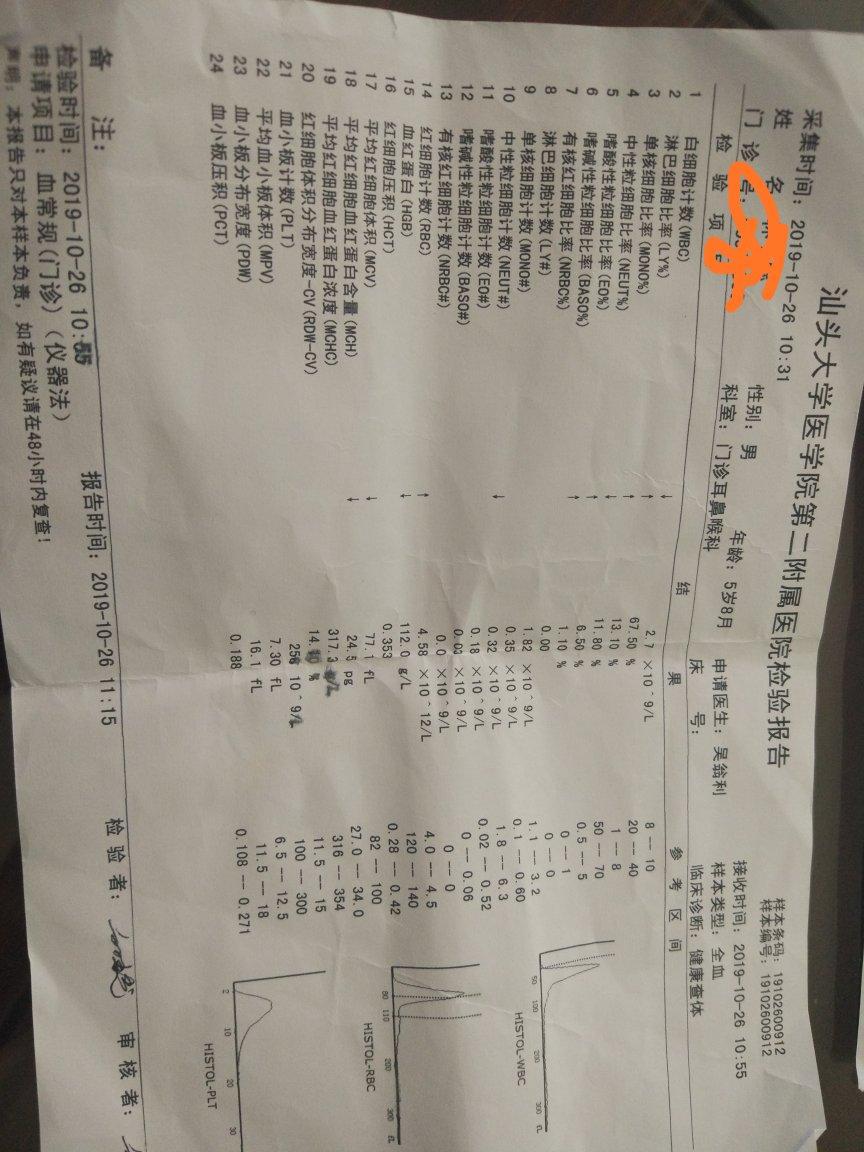 汕头大学医学院第二附属医院检验报告
采集时间: 2019-10-26 10:31
样本条码: 19102600912
样本编号: 19102600912
姓 名
性别: 男
年龄: 5岁8月
接收时间: 2019-10-26 10:55
门诊号:
科室: 门诊耳鼻喉科
申请医生: 吴翁利
样本类型: 全血
床 号:
临床诊断: 健康查体
检 验 项 结 果 参 考 区 间
1 白细胞计数(WBC) ↓ 2.7 ×10^9/L 8 -- 10
2 淋巴细胞比率(LY%) ↑ 67.50 % 20 -- 40
3 单核细胞比率(MONO%) ↑ 13.10 % 1 -- 8
4 中性粒细胞比率(NEUT%) ↓ 11.80 % 50 -- 70
5 嗜酸性粒细胞比率(EO%) ↑ 6.50 % 0.5 -- 5
6 嗜碱性粒细胞比率(BASO%) ↑ 1.10 % 0 -- 1
7 有核红细胞比率(NRBC%) 0.00 0 -- 0
8 淋巴细胞计数(LY#) 1.82 ×10^9/L 1.1 -- 3.2
9 单核细胞计数(MONO#) 0.35 ×10^9/L 0.1 -- 0.60
10 中性粒细胞计数(NEUT#) ↓ 0.32 ×10^9/L 1.8 -- 6.3
11 嗜酸性粒细胞计数(EO#) 0.18 ×10^9/L 0.02 -- 0.52
12 嗜碱性粒细胞计数(BASO#) 0.03 ×10^9/L 0 -- 0.06
13 有核红细胞计数(NRBC#) 0.0 ×10^9/L 0 -- 0
14 红细胞计数(RBC) ↑ 4.58 ×10^12/L 4.0 -- 4.5
15 血红蛋白(HGB) ↓ 112.0 g/L 120 -- 140
16 红细胞压积(HCT) 0.353 0.28 -- 0.42
17 平均红细胞体积(MCV) ↓ 77.1 fL 82 -- 100
18 平均红细胞血红蛋白含量(MCH) ↓ 24.5 pg 27.0 -- 34.0
19 平均红细胞血红蛋白浓度(MCHC) 317.3 g/L 316 -- 354
20 红细胞体积分布宽度-CV(RDW-CV) % 11.5 -- 15
21 血小板计数(PLT) 10^9/L 100 -- 300
22 平均血小板体积(MPV) 7.30 fL 6.5 -- 12.5
23 血小板分布宽度(PDW) 16.1 fL 11.5 -- 18
24 血小板压积(PCT) 0.188 0.108 -- 0.271
50 100 200 300 fL
HISTOL-WBC
80 110 200 300 fL
HISTOL-RBC
2 10 20 30
HISTOL-PLT
备 注:
检验者:
审核者:
检验时间: 2019-10-26 10:55
报告时间: 2019-10-26 11:15
申请项目: 血常规(门诊) (仪器法)
声明: 本报告只对本样本负责, 如有疑议请在48小时内复查!